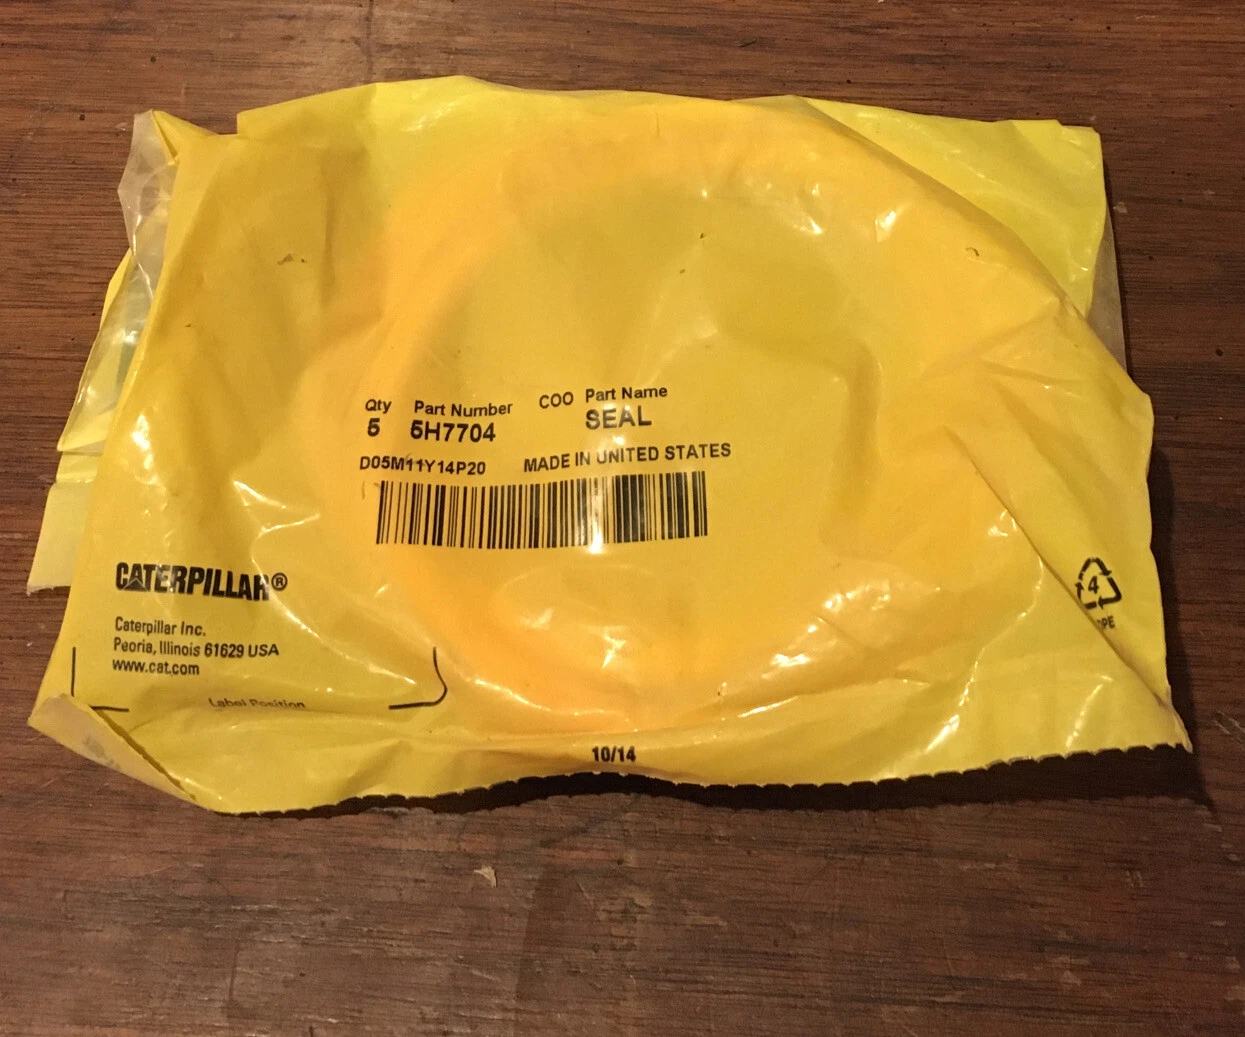 Qty Part Number COO Part Name
5 5H7704 SEAL
D05M11Y14P20 MADE IN UNITED STATES
CATERPILLAR®
Caterpillar Inc.
Peoria, Illinois 61629 USA
www.cat.com
Label Position
10/14
4